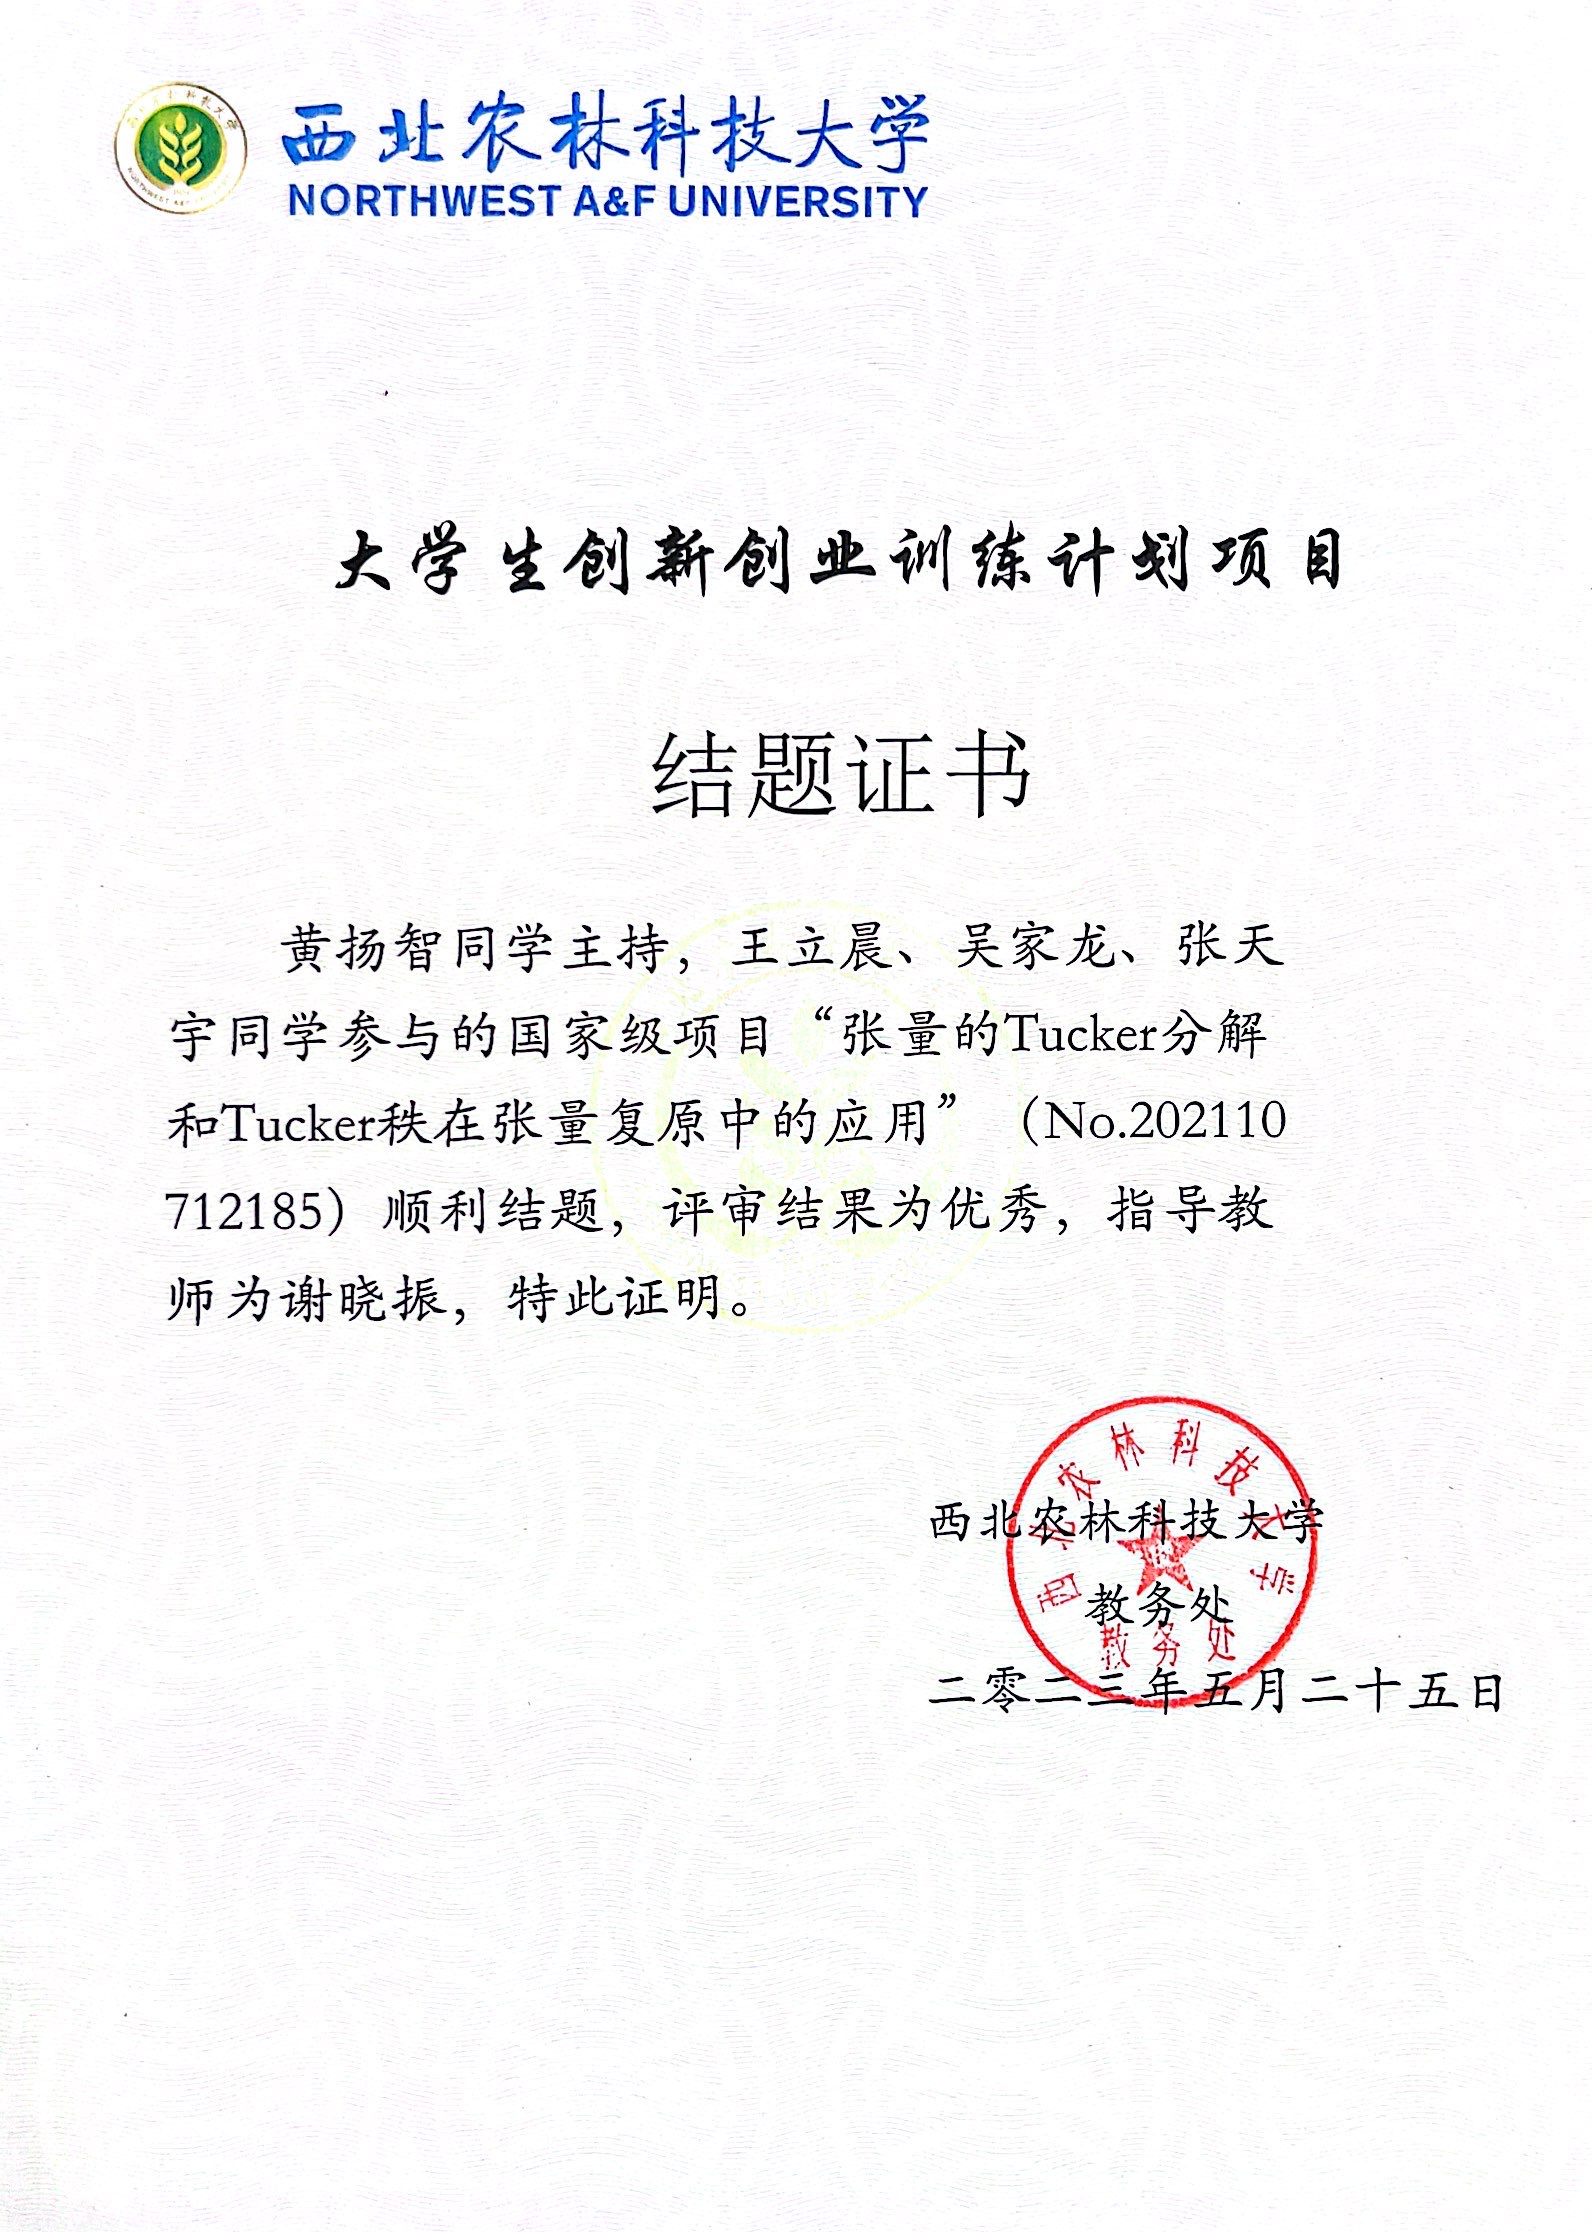 西北农林科技大学
NORTHWEST A&F UNIVERSITY
大学生创新创业训练计划项目
结题证书
黄扬智同学主持，王立晨、吴家龙、张天
宇同学参与的国家级项目“张量的Tucker分解
和Tucker秩在张量复原中的应用”（No.202110
712185）顺利结题，评审结果为优秀，指导教
师为谢晓振，特此证明。
西北农林科技大学
西北农林科技大学
教务处
教务处
二零二三年五月二十五日